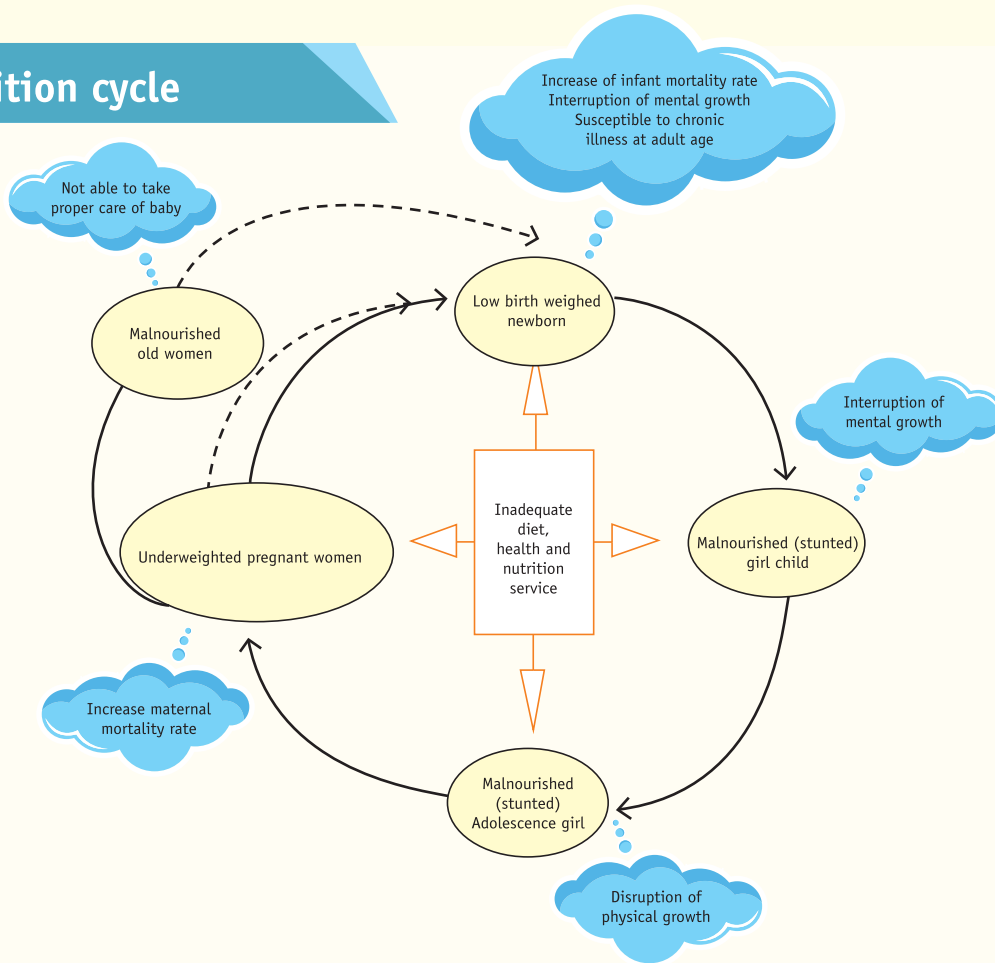 ition cycle
Increase of infant mortality rate
Interruption of mental growth
Susceptible to chronic
illness at adult age
Not able to take
proper care of baby
Low birth weighed
newborn
Malnourished
old women
Interruption of
mental growth
Inadequate
diet,
health and
nutrition
service
Malnourished (stunted)
girl child
Underweighted pregnant women
Increase maternal
mortality rate
Malnourished
(stunted)
Adolescence girl
Disruption of
physical growth